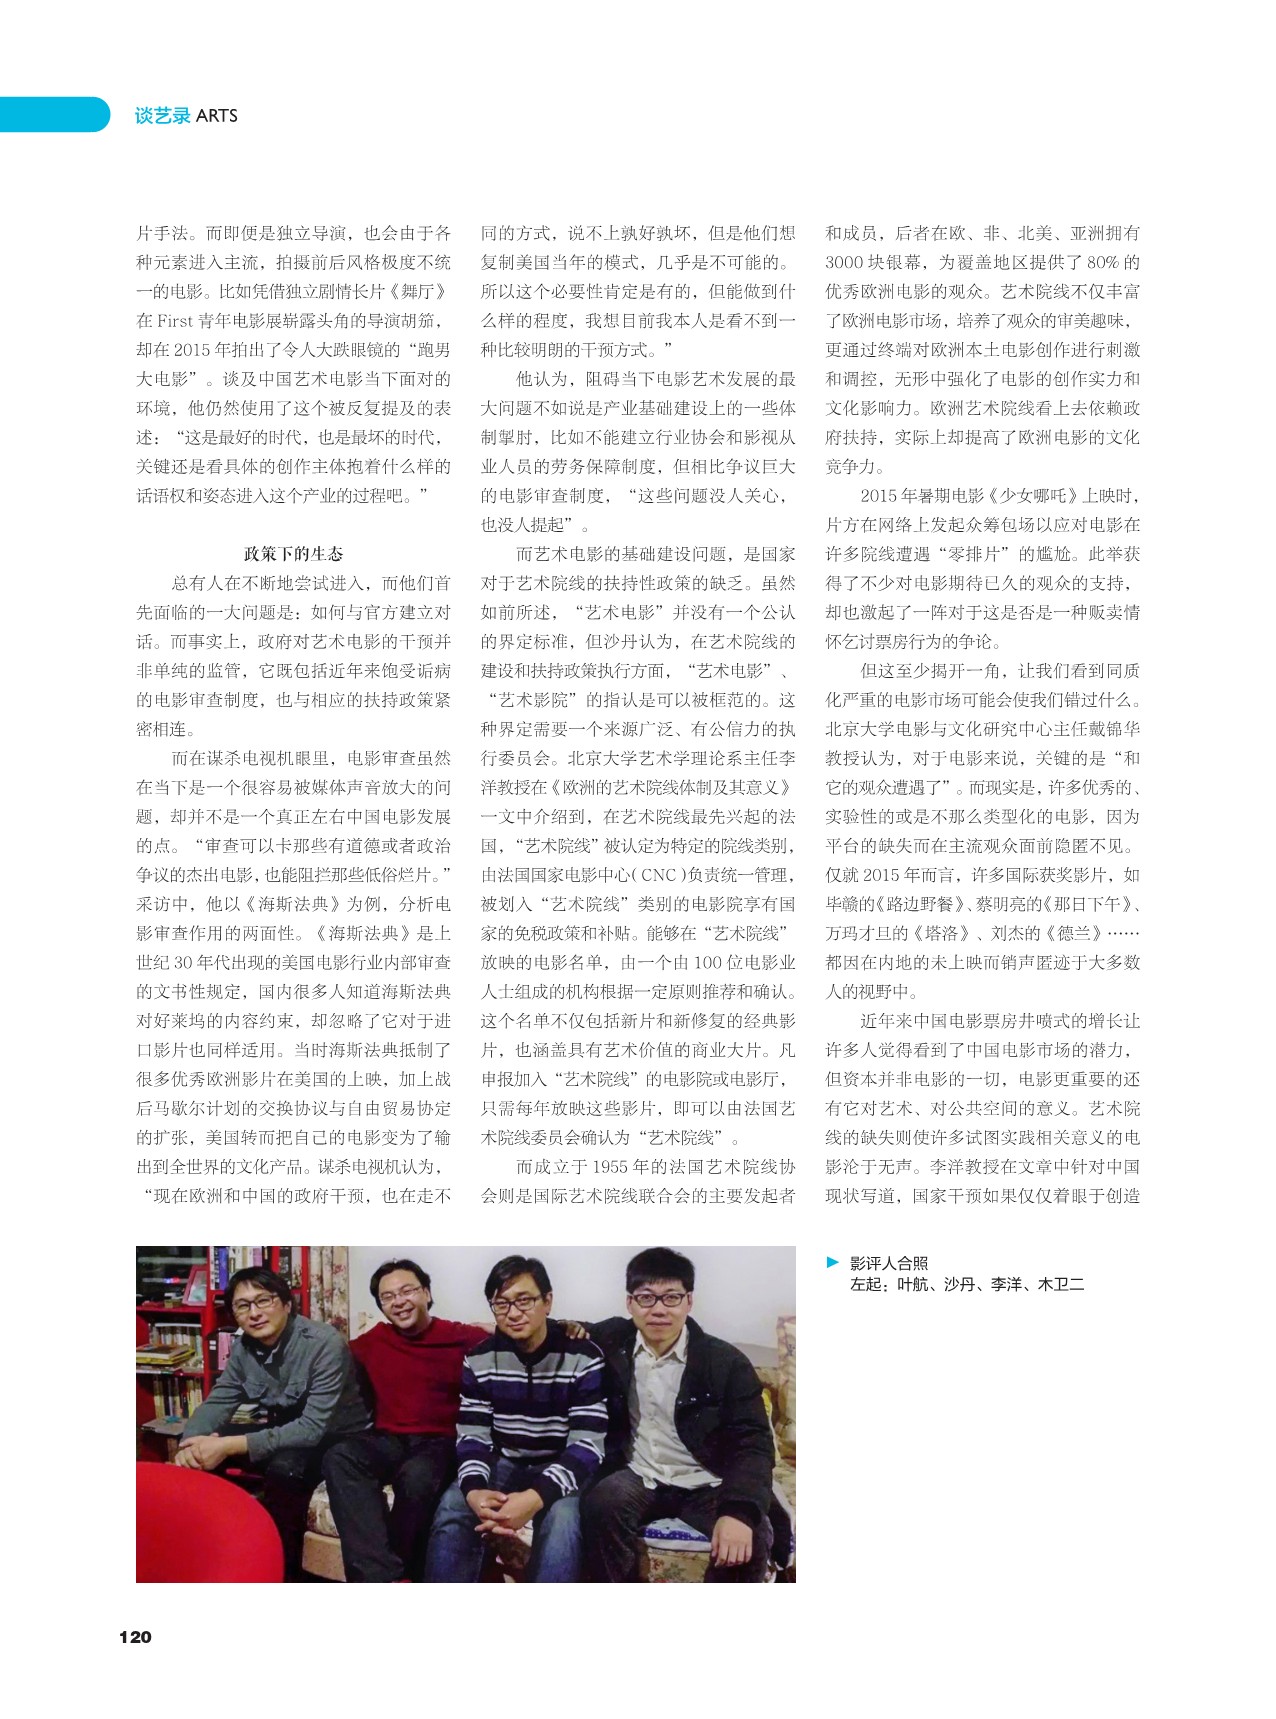 谈艺录 ARTS
片手法。而即便是独立导演，也会由于各
种元素进入主流，拍摄前后风格极度不统
一的电影。比如凭借独立剧情长片《舞厅》
在 First 青年电影展崭露头角的导演胡笳，
却在 2015 年拍出了令人大跌眼镜的“跑男
大电影”。谈及中国艺术电影当下面对的
环境，他仍然使用了这个被反复提及的表
述：“这是最好的时代，也是最坏的时代，
关键还是看具体的创作主体抱着什么样的
话语权和姿态进入这个产业的过程吧。”
政策下的生态
总有人在不断地尝试进入，而他们首
先面临的一大问题是：如何与官方建立对
话。而事实上，政府对艺术电影的干预并
非单纯的监管，它既包括近年来饱受诟病
的电影审查制度，也与相应的扶持政策紧
密相连。
而在谋杀电视机眼里，电影审查虽然
在当下是一个很容易被媒体声音放大的问
题，却并不是一个真正左右中国电影发展
的点。“审查可以卡那些有道德或者政治
争议的杰出电影，也能阻拦那些低俗烂片。”
采访中，他以《海斯法典》为例，分析电
影审查作用的两面性。《海斯法典》是上
世纪 30 年代出现的美国电影行业内部审查
的文书性规定，国内很多人知道海斯法典
对好莱坞的内容约束，却忽略了它对于进
口影片也同样适用。当时海斯法典抵制了
很多优秀欧洲影片在美国的上映，加上战
后马歇尔计划的交换协议与自由贸易协定
的扩张，美国转而把自己的电影变为了输
出到全世界的文化产品。谋杀电视机认为，
“现在欧洲和中国的政府干预，也在走不
同的方式，说不上孰好孰坏，但是他们想
复制美国当年的模式，几乎是不可能的。
所以这个必要性肯定是有的，但能做到什
么样的程度，我想目前我本人是看不到一
种比较明朗的干预方式。”
他认为，阻碍当下电影艺术发展的最
大问题不如说是产业基础建设上的一些体
制掣肘，比如不能建立行业协会和影视从
业人员的劳务保障制度，但相比争议巨大
的电影审查制度，“这些问题没人关心，
也没人提起”。
而艺术电影的基础建设问题，是国家
对于艺术院线的扶持性政策的缺乏。虽然
如前所述，“艺术电影”并没有一个公认
的界定标准，但沙丹认为，在艺术院线的
建设和扶持政策执行方面，“艺术电影”、
“艺术影院”的指认是可以被框范的。这
种界定需要一个来源广泛、有公信力的执
行委员会。北京大学艺术学理论系主任李
洋教授在《欧洲的艺术院线体制及其意义》
一文中介绍到，在艺术院线最先兴起的法
国，“艺术院线”被认定为特定的院线类别，
由法国国家电影中心( CNC )负责统一管理，
被划入“艺术院线”类别的电影院享有国
家的免税政策和补贴。能够在“艺术院线”
放映的电影名单，由一个由 100 位电影业
人士组成的机构根据一定原则推荐和确认。
这个名单不仅包括新片和新修复的经典影
片，也涵盖具有艺术价值的商业大片。凡
申报加入“艺术院线”的电影院或电影厅，
只需每年放映这些影片，即可以由法国艺
术院线委员会确认为“艺术院线”。
而成立于 1955 年的法国艺术院线协
会则是国际艺术院线联合会的主要发起者
和成员，后者在欧、非、北美、亚洲拥有
3000 块银幕，为覆盖地区提供了 80% 的
优秀欧洲电影的观众。艺术院线不仅丰富
了欧洲电影市场，培养了观众的审美趣味，
更通过终端对欧洲本土电影创作进行刺激
和调控，无形中强化了电影的创作实力和
文化影响力。欧洲艺术院线看上去依赖政
府扶持，实际上却提高了欧洲电影的文化
竞争力。
2015 年暑期电影《少女哪吒》上映时，
片方在网络上发起众筹包场以应对电影在
许多院线遭遇“零排片”的尴尬。此举获
得了不少对电影期待已久的观众的支持，
却也激起了一阵对于这是否是一种贩卖情
怀乞讨票房行为的争论。
但这至少揭开一角，让我们看到同质
化严重的电影市场可能会使我们错过什么。
北京大学电影与文化研究中心主任戴锦华
教授认为，对于电影来说，关键的是“和
它的观众遭遇了”。而现实是，许多优秀的、
实验性的或是不那么类型化的电影，因为
平台的缺失而在主流观众面前隐匿不见。
仅就 2015 年而言，许多国际获奖影片，如
毕赣的《路边野餐》、蔡明亮的《那日下午》、
万玛才旦的《塔洛》、刘杰的《德兰》……
都因在内地的未上映而销声匿迹于大多数
人的视野中。
近年来中国电影票房井喷式的增长让
许多人觉得看到了中国电影市场的潜力，
但资本并非电影的一切，电影更重要的还
有它对艺术、对公共空间的意义。艺术院
线的缺失则使许多试图实践相关意义的电
影沦于无声。李洋教授在文章中针对中国
现状写道，国家干预如果仅仅着眼于创造
影评人合照
左起：叶航、沙丹、李洋、木卫二
120